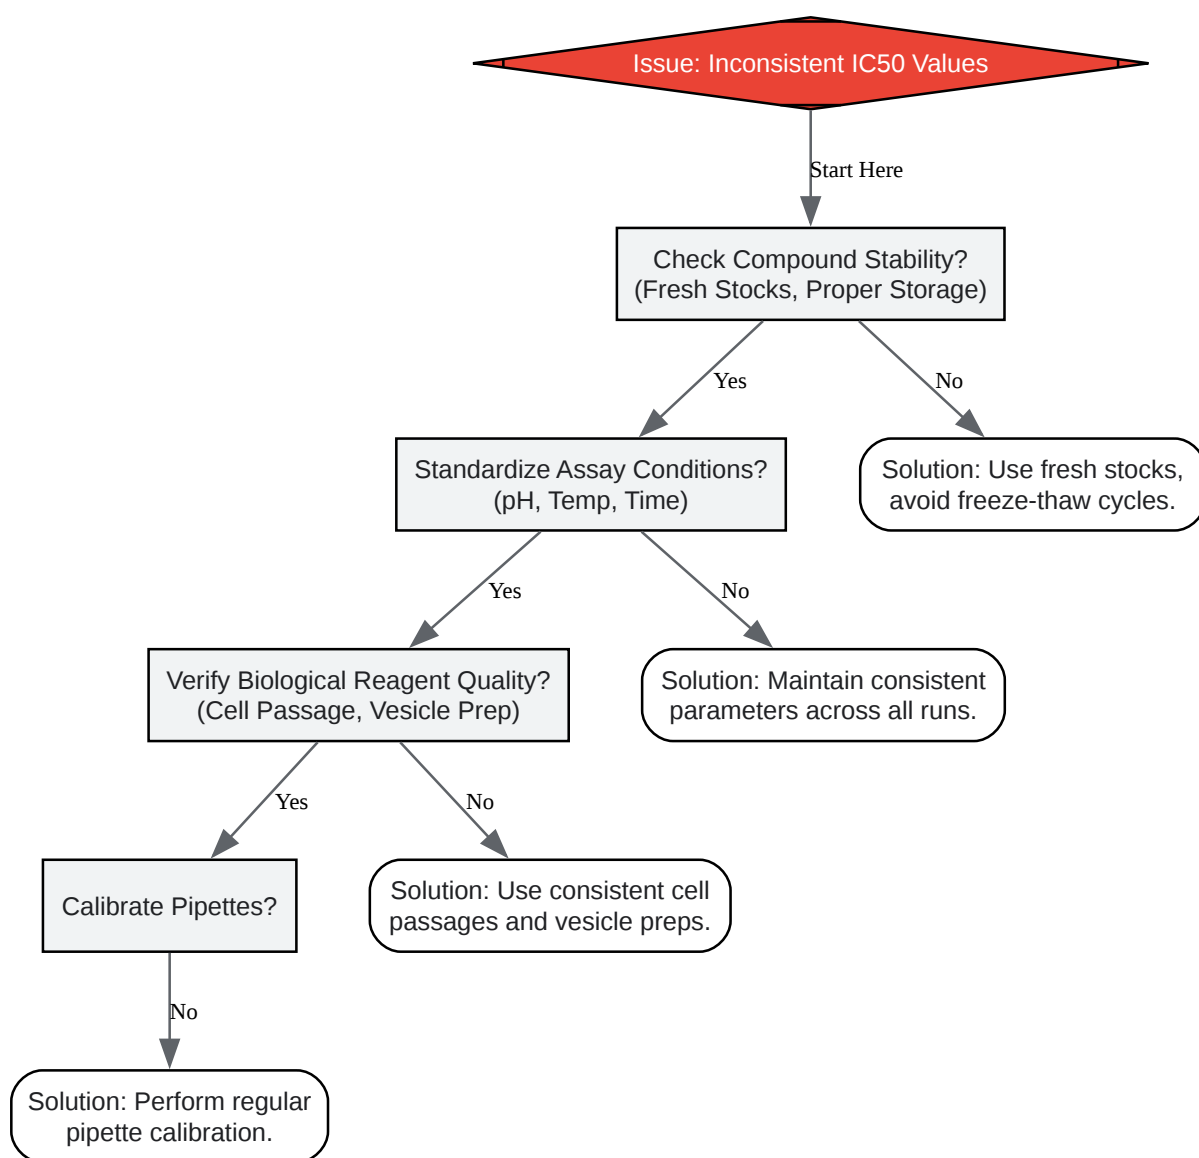 Issue: Inconsistent IC50 Values
Start Here
Check Compound Stability?
(Fresh Stocks, Proper Storage)
Yes
No
Standardize Assay Conditions?
(pH, Temp, Time)
Solution: Use fresh stocks,
avoid freeze-thaw cycles.
Yes
No
Verify Biological Reagent Quality?
(Cell Passage, Vesicle Prep)
Solution: Maintain consistent
parameters across all runs.
Yes
No
Calibrate Pipettes?
Solution: Use consistent cell
passages and vesicle preps.
No
Solution: Perform regular
pipette calibration.